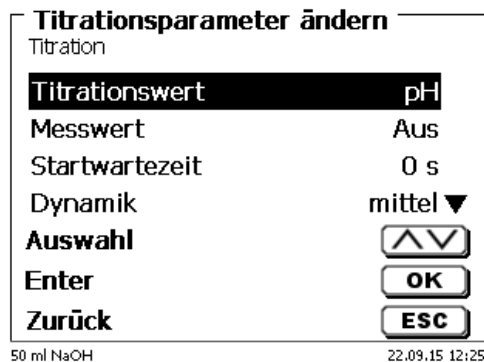 Titrationsparameter ändern
Titration
Titrationswert pH
Messwert Aus
Startwartezeit 0 s
Dynamik mittel ▼
Auswahl
Enter OK
Zurück ESC
50 ml NaOH 22.09.15 12:25